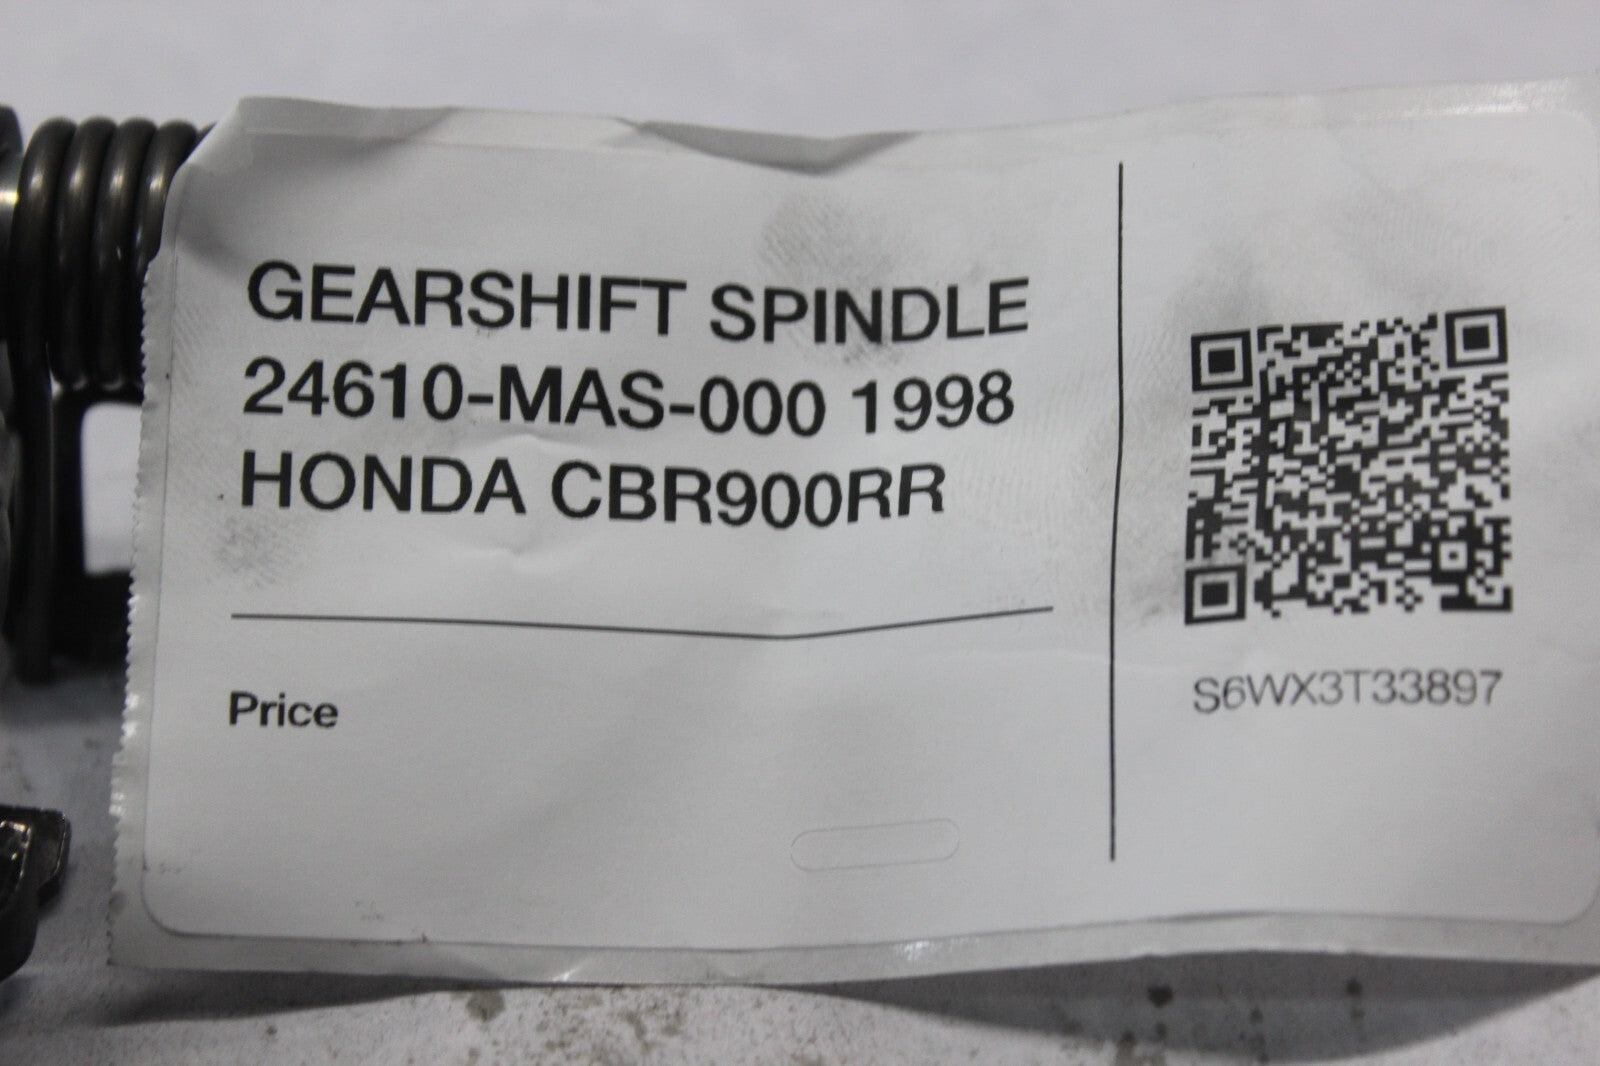 GEARSHIFT SPINDLE
24610-MAS-000 1998
HONDA CBR900RR
Price
S6WX3T33897